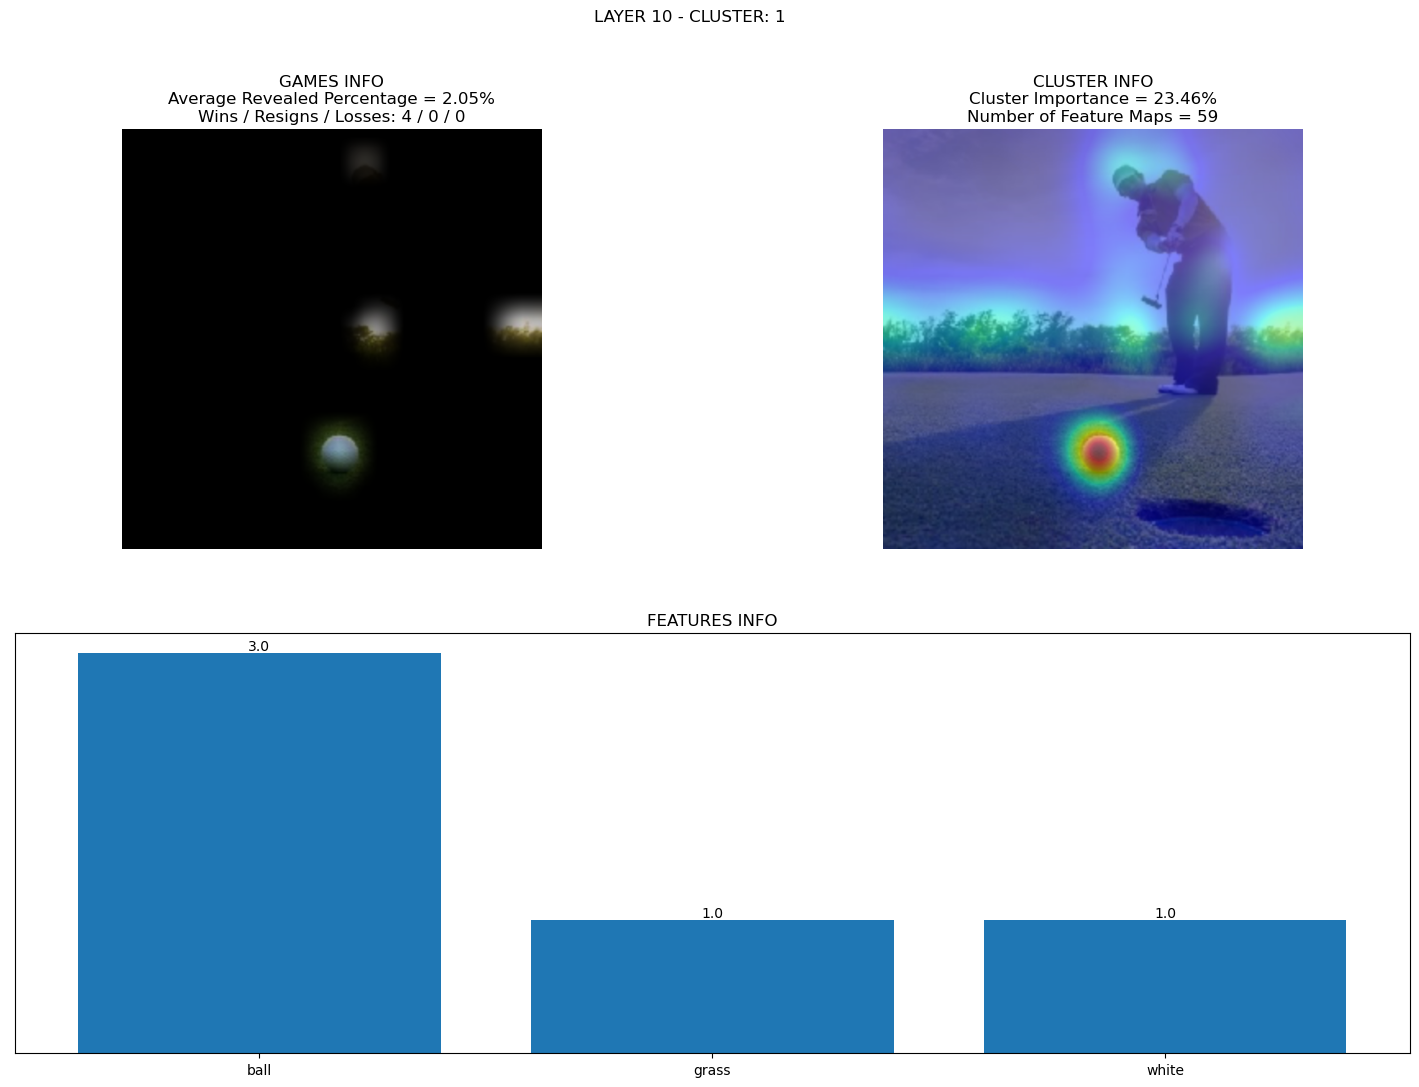 LAYER 10 - CLUSTER: 1
GAMES INFO
Average Revealed Percentage = 2.05%
Wins / Resigns / Losses: 4 / 0 / 0
CLUSTER INFO
Cluster Importance = 23.46%
Number of Feature Maps = 59
FEATURES INFO
3.0
1.0
1.0
ball
grass
white